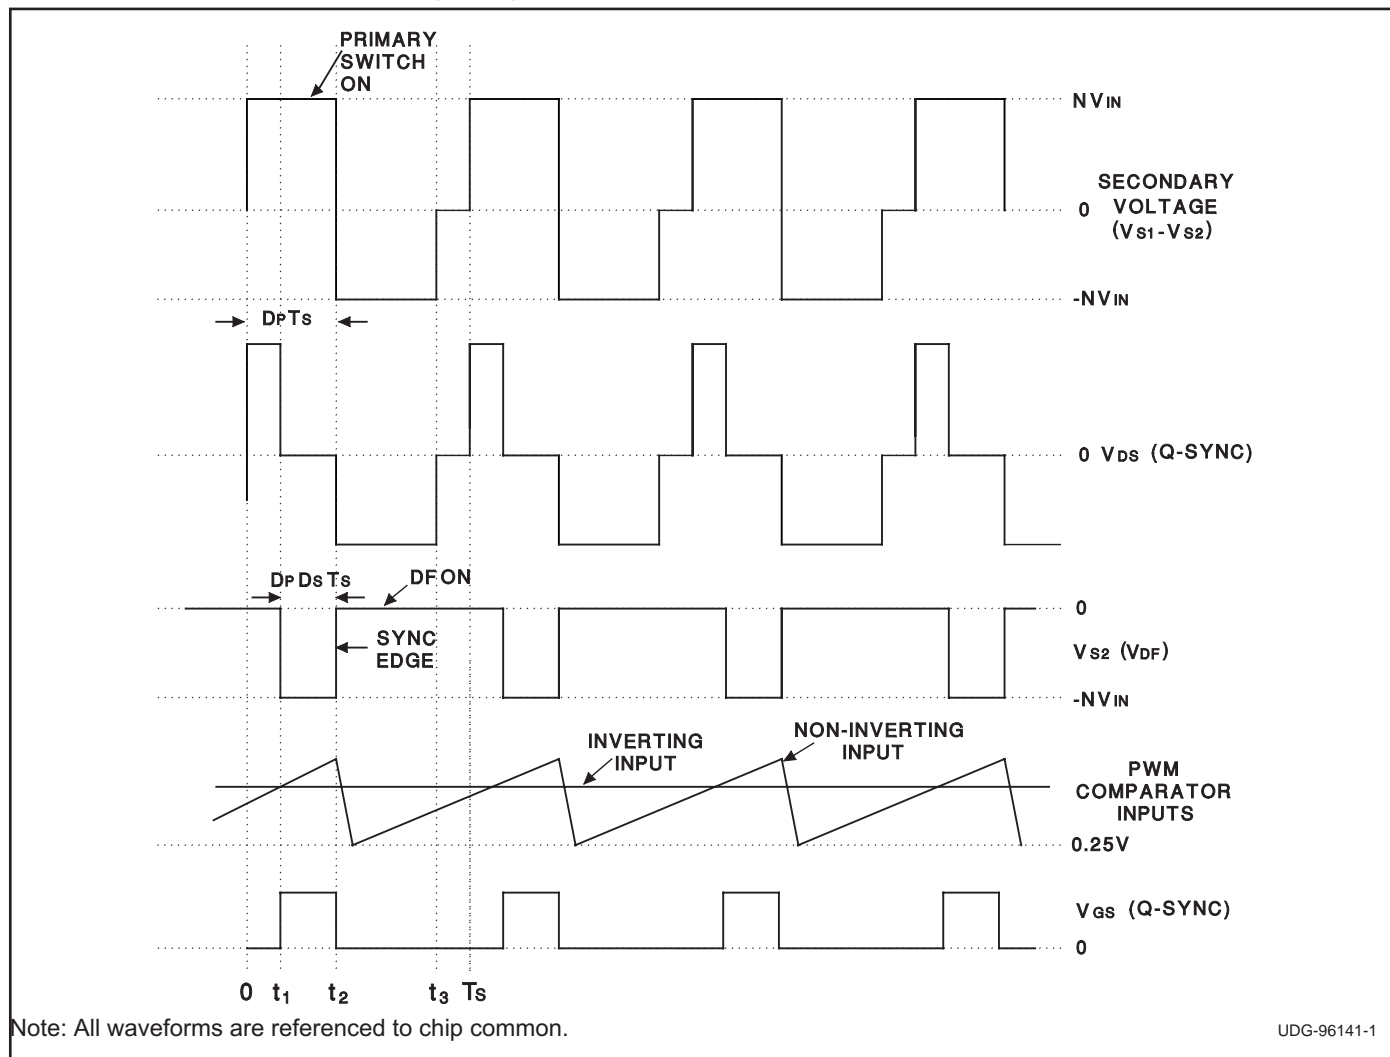 PRIMARY
SWITCH
ON
NVIN
SECONDARY
VOLTAGE
(VS1-VS2)
0
-NVIN
DPTS
0 VDS (Q-SYNC)
DPDSTS
DF ON
SYNC
EDGE
0
VS2 (VDF)
-NVIN
INVERTING
INPUT
NON-INVERTING
INPUT
PWM
COMPARATOR
INPUTS
0.25V
VGS (Q-SYNC)
0
0 t1 t2 t3 TS
Note: All waveforms are referenced to chip common.
UDG-96141-1